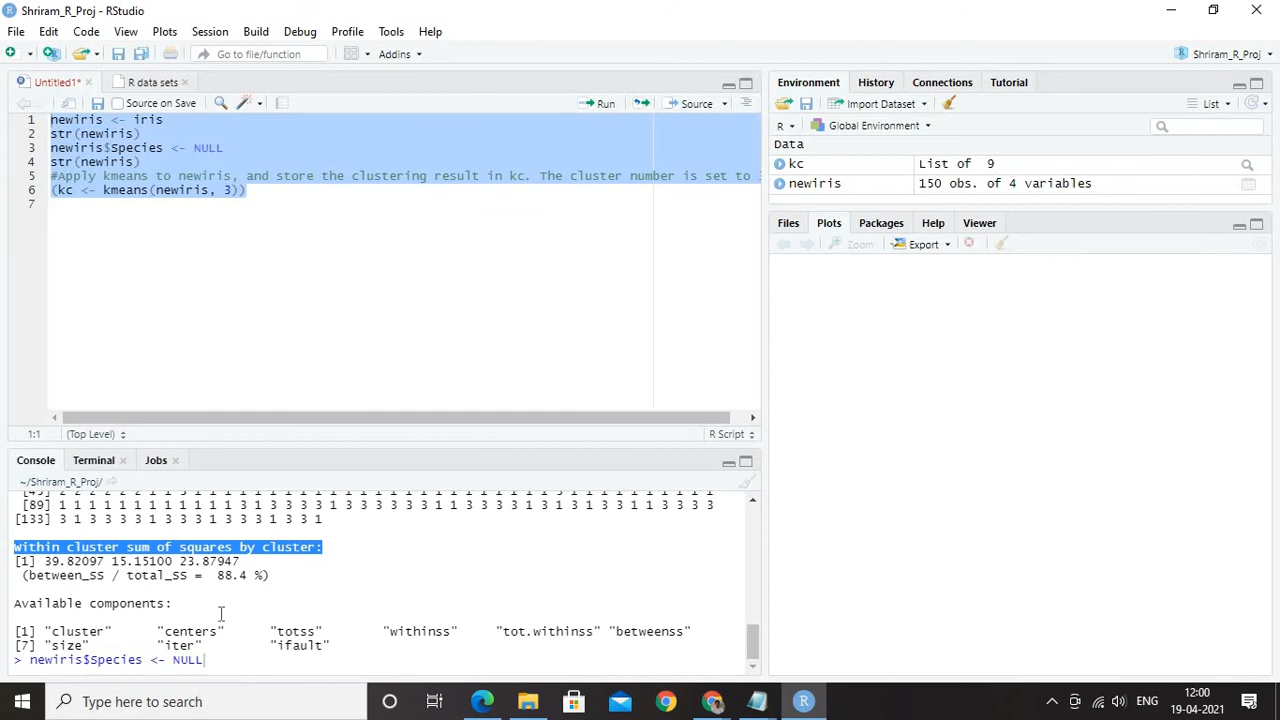 Shriram_R_Proj - RStudio
File Edit Code View Plots Session Build Debug Profile Tools Help
Go to file/function Addins Shriram_R_Proj
Untitled1* R data sets
Source on Save Run Source
1 newiris <- iris
2 str(newiris)
3 newiris$Species <- NULL
4 str(newiris)
5 #Apply kmeans to newiris, and store the clustering result in kc. The cluster number is set to
6 (kc <- kmeans(newiris, 3))
7
1:1 (Top Level) R Script
Console Terminal Jobs
~/Shriram_R_Proj/
[89] 1 1 1 1 1 1 1 1 1 1 1 3 1 3 3 3 3 1 3 3 3 3 3 3 1 1 3 3 3 3 1 3 1 3 1 3 3 1 1 3 3 3 3
[133] 3 1 3 3 3 3 1 3 3 3 1 3 3 3 1 3 3 1
Within cluster sum of squares by cluster:
[1] 39.82097 15.15100 23.87947
(between_SS / total_SS = 88.4 %)
Available components:
[1] "cluster" "centers" "totss" "withinss" "tot.withinss" "betweenss"
[7] "size" "iter" "ifault"
> newiris$Species <- NULL
Environment History Connections Tutorial
Import Dataset List
R Global Environment
Data
kc List of 9
newiris 150 obs. of 4 variables
Files Plots Packages Help Viewer
Zoom Export
Type here to search
ENG
12:00
19-04-2021